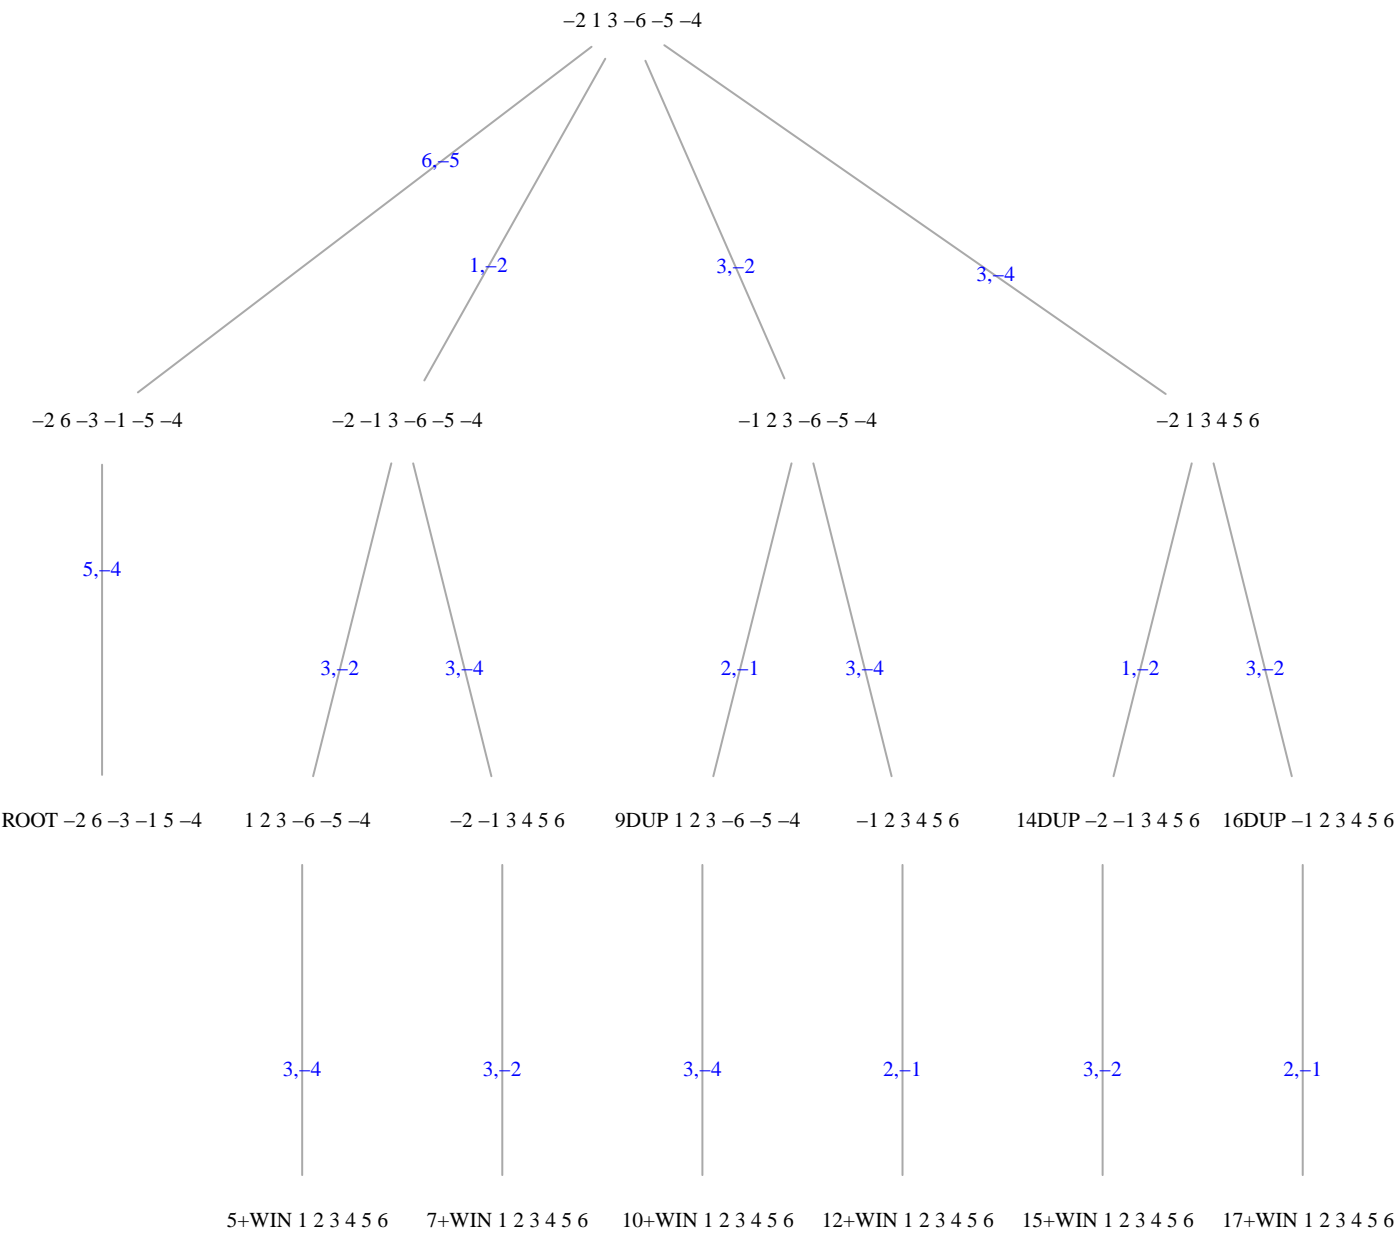 –2 1 3 –6 –5 –4
6,–5
1,–2
3,–2
3,–4
–2 6 –3 –1 –5 –4
–2 –1 3 –6 –5 –4
–1 2 3 –6 –5 –4
–2 1 3 4 5 6
5,–4
3,–2
3,–4
2,–1
3,–4
1,–2
3,–2
ROOT –2 6 –3 –1 5 –4
1 2 3 –6 –5 –4
–2 –1 3 4 5 6
9DUP 1 2 3 –6 –5 –4
–1 2 3 4 5 6
14DUP –2 –1 3 4 5 6
16DUP –1 2 3 4 5 6
3,–4
3,–2
3,–4
2,–1
3,–2
2,–1
5+WIN 1 2 3 4 5 6
7+WIN 1 2 3 4 5 6
10+WIN 1 2 3 4 5 6
12+WIN 1 2 3 4 5 6
15+WIN 1 2 3 4 5 6
17+WIN 1 2 3 4 5 6